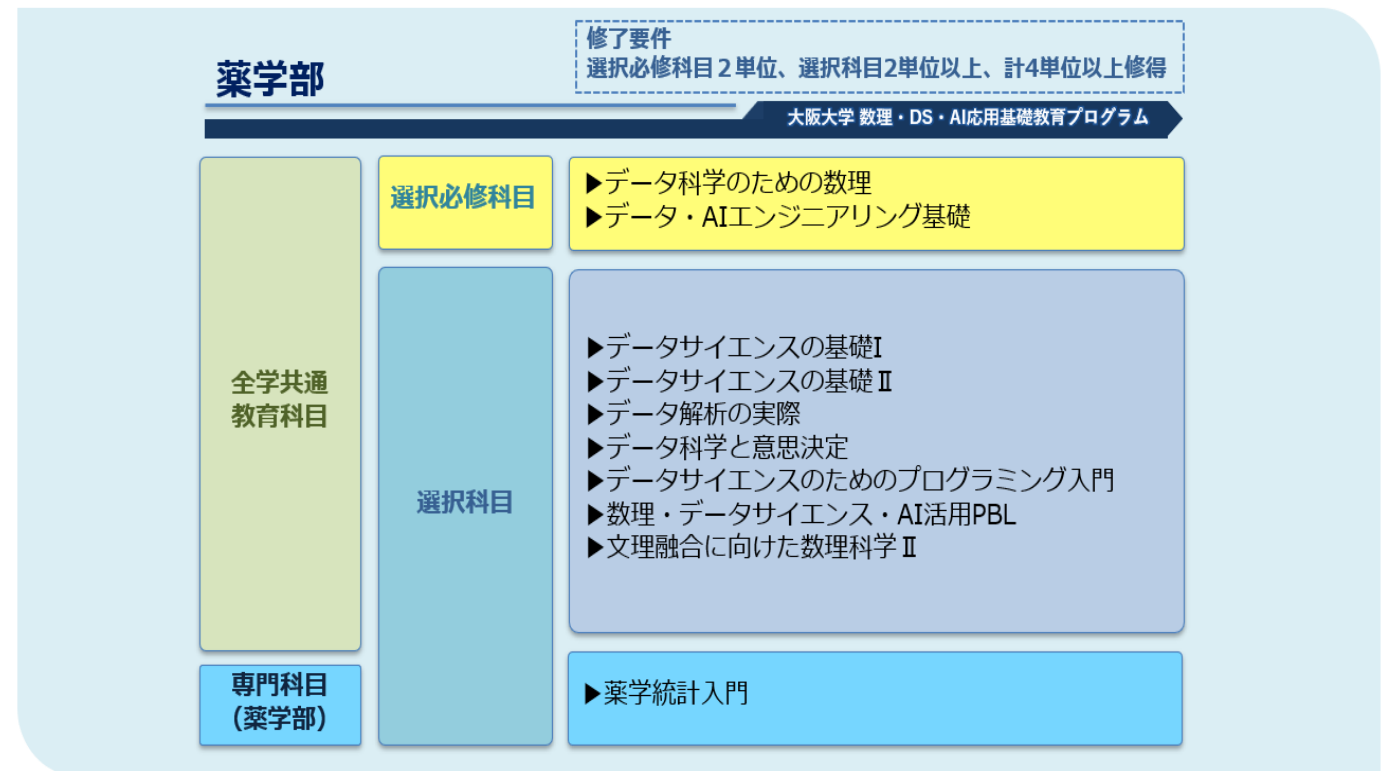 薬学部
修了要件
選択必修科目２単位、選択科目2単位以上、計4単位以上修得
大阪大学 数理・DS・AI応用基礎教育プログラム
全学共通
教育科目
選択必修科目
▶データ科学のための数理
▶データ・AIエンジニアリング基礎
選択科目
▶データサイエンスの基礎I
▶データサイエンスの基礎Ⅱ
▶データ解析の実際
▶データ科学と意思決定
▶データサイエンスのためのプログラミング入門
▶数理・データサイエンス・AI活用PBL
▶文理融合に向けた数理科学Ⅱ
専門科目
(薬学部)
▶薬学統計入門